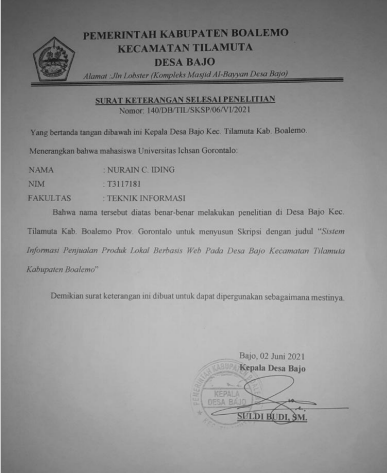 PEMERINTAH KABUPATEN BOALEMO
KECAMATAN TILAMUTA
DESA BAJO
Alamat :Jln Lobster (Kompleks Masjid Al-Bayyan Desa Bajo)
SURAT KETERANGAN SELESAI PENELITIAN
Nomor: 140/DB/TIL/SKSP/06/VI/2021
Yang bertanda tangan dibawah ini Kepala Desa Bajo Kec. Tilamuta Kab. Boalemo
Menerangkan bahwa mahasiswa Universitas Ichsan Gorontalo:
NAMA : NURAIN C. IDING
NIM : T3117181
FAKULTAS : TEKNIK INFORMASI
Bahwa nama tersebut diatas benar-benar melakukan penelitian di Desa Bajo Kec.
Tilamuta Kab. Boalemo Prov. Gorontalo untuk menyusun Skripsi dengan judul "Sistem
Informasi Penjualan Produk Lokal Berbasis Web Pada Desa Bajo Kecamatan Tilamuta
Kabupaten Boalemo"
Demikian surat keterangan ini dibuat untuk dapat dipergunakan sebagaimana mestinya.
Bajo, 02 Juni 2021
Kepala Desa Bajo
KEPALA
DESA BAJO
SULDI BUDI, SM.